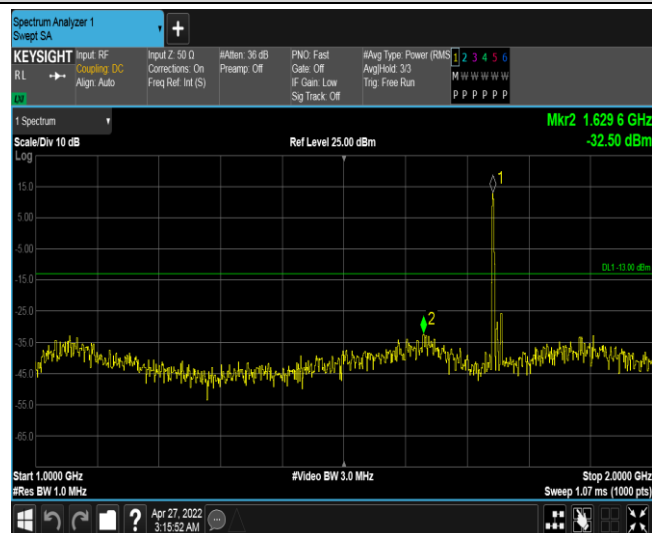 Spectrum Analyzer 1
Swept SA
+
KEYSIGHT Input: RF
RL Coupling: DC
Align: Auto
Input Z: 50 Ω
Corrections: On
Freq Ref: Int (S)
#Atten: 36 dB
Preamp: Off
PNO: Fast
Gate: Off
IF Gain: Low
Sig Track: Off
#Avg Type: Power (RMS
Avg|Hold: 3/3
Trig: Free Run
1 2 3 4 5 6
M W W W W W
P P P P P P
1 Spectrum
Mkr2 1.629 6 GHz
Scale/Div 10 dB
Ref Level 25.00 dBm
-32.50 dBm
Log
1
15.0
5.00
-5.00
DL1 -13.00 dBm
-15.0
-25.0
2
-35.0
-45.0
-55.0
-65.0
Start 1.0000 GHz
#Video BW 3.0 MHz
Stop 2.0000 GHz
#Res BW 1.0 MHz
Sweep 1.07 ms (1000 pts)
?
Apr 27, 2022
3:15:52 AM